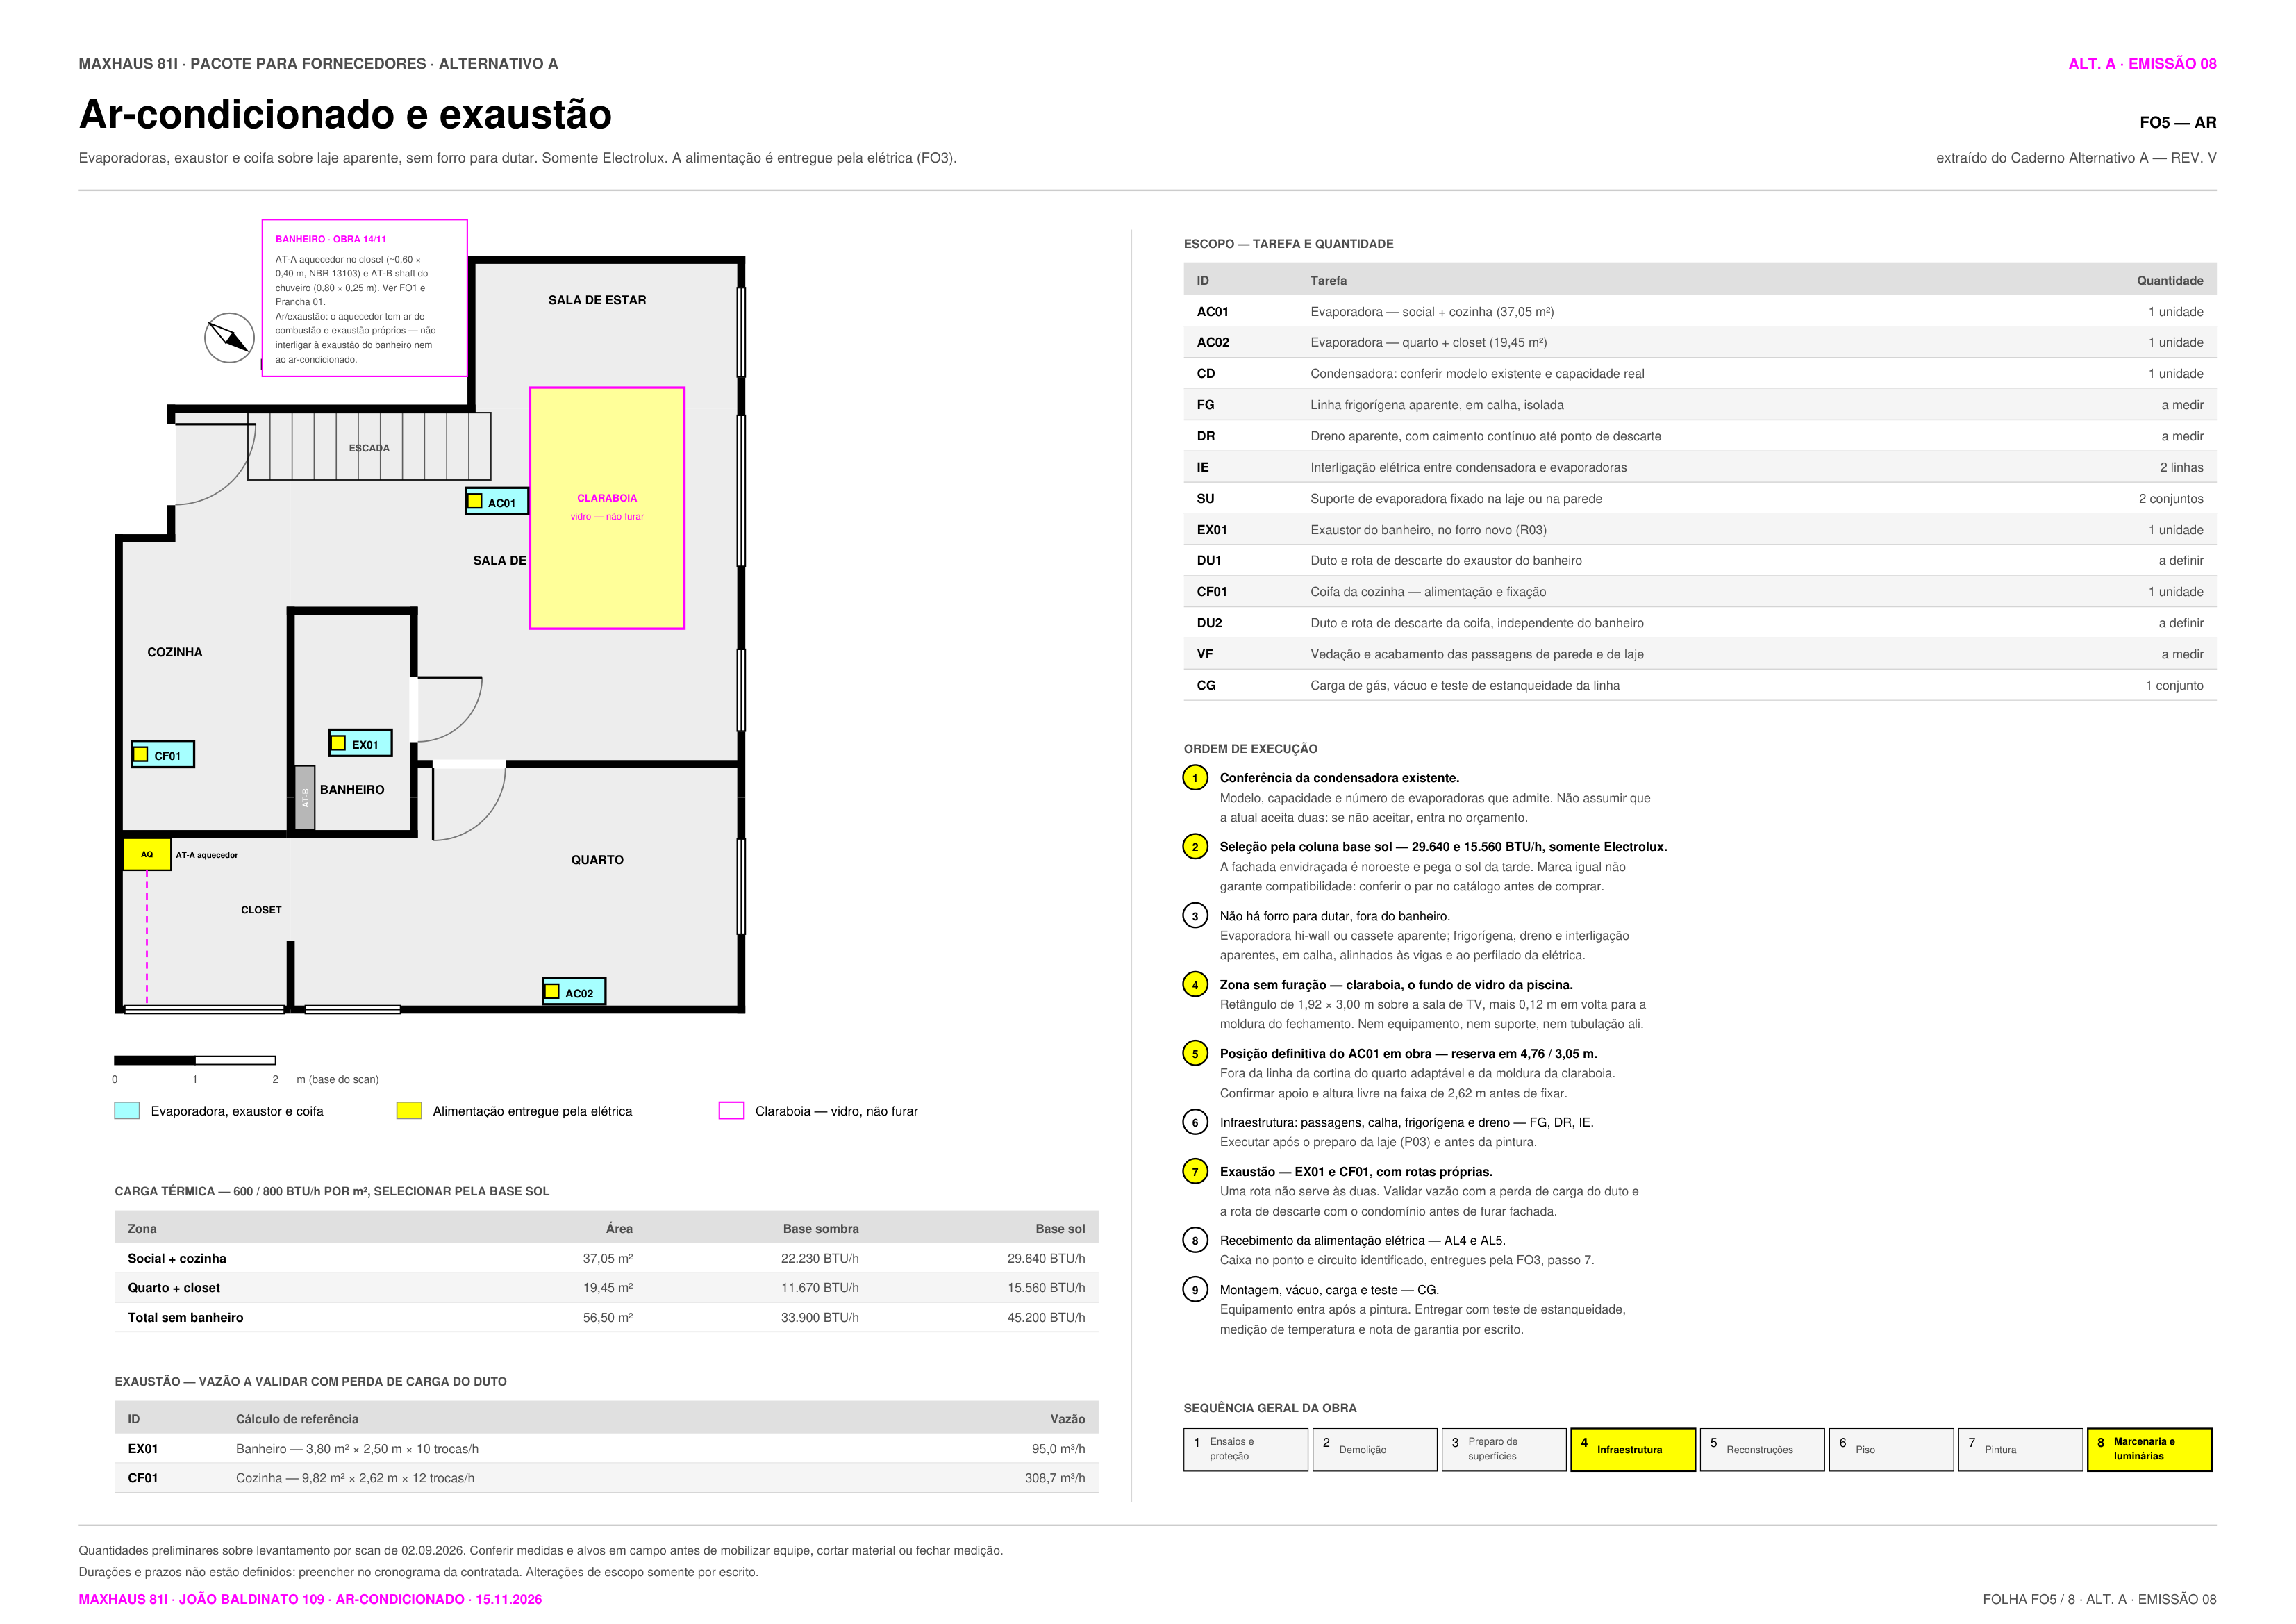 MAXHAUS 81I · PACOTE PARA FORNECEDORES · ALTERNATIVO A
ALT. A · EMISSÃO 08
Ar-condicionado e exaustão
FO5 — AR
Evaporadoras, exaustor e coifa sobre laje aparente, sem forro para dutar. Somente Electrolux. A alimentação é entregue pela elétrica (FO3).
extraído do Caderno Alternativo A — REV. V
BANHEIRO · OBRA 14/11
AT-A aquecedor no closet (~0,60 ×
0,40 m, NBR 13103) e AT-B shaft do
chuveiro (0,80 × 0,25 m). Ver FO1 e
Prancha 01.
Ar/exaustão: o aquecedor tem ar de
combustão e exaustão próprios — não
interligar à exaustão do banheiro nem
ao ar-condicionado.
SALA DE ESTAR
ESCADA
AC01
CLARABOIA
vidro — não furar
SALA DE
COZINHA
CF01
EX01
AT-B
BANHEIRO
AQ
AT-A aquecedor
QUARTO
CLOSET
AC02
0 1 2 m (base do scan)
Evaporadora, exaustor e coifa
Alimentação entregue pela elétrica
Claraboia — vidro, não furar
CARGA TÉRMICA — 600 / 800 BTU/h POR m², SELECIONAR PELA BASE SOL
Zona Área Base sombra Base sol
Social + cozinha 37,05 m² 22.230 BTU/h 29.640 BTU/h
Quarto + closet 19,45 m² 11.670 BTU/h 15.560 BTU/h
Total sem banheiro 56,50 m² 33.900 BTU/h 45.200 BTU/h
EXAUSTÃO — VAZÃO A VALIDAR COM PERDA DE CARGA DO DUTO
ID Cálculo de referência Vazão
EX01 Banheiro — 3,80 m² × 2,50 m × 10 trocas/h 95,0 m³/h
CF01 Cozinha — 9,82 m² × 2,62 m × 12 trocas/h 308,7 m³/h
ESCOPO — TAREFA E QUANTIDADE
ID Tarefa Quantidade
AC01 Evaporadora — social + cozinha (37,05 m²) 1 unidade
AC02 Evaporadora — quarto + closet (19,45 m²) 1 unidade
CD Condensadora: conferir modelo existente e capacidade real 1 unidade
FG Linha frigorígena aparente, em calha, isolada a medir
DR Dreno aparente, com caimento contínuo até ponto de descarte a medir
IE Interligação elétrica entre condensadora e evaporadoras 2 linhas
SU Suporte de evaporadora fixado na laje ou na parede 2 conjuntos
EX01 Exaustor do banheiro, no forro novo (R03) 1 unidade
DU1 Duto e rota de descarte do exaustor do banheiro a definir
CF01 Coifa da cozinha — alimentação e fixação 1 unidade
DU2 Duto e rota de descarte da coifa, independente do banheiro a definir
VF Vedação e acabamento das passagens de parede e de laje a medir
CG Carga de gás, vácuo e teste de estanqueidade da linha 1 conjunto
ORDEM DE EXECUÇÃO
1 Conferência da condensadora existente.
Modelo, capacidade e número de evaporadoras que admite. Não assumir que
a atual aceita duas: se não aceitar, entra no orçamento.
2 Seleção pela coluna base sol — 29.640 e 15.560 BTU/h, somente Electrolux.
A fachada envidraçada é noroeste e pega o sol da tarde. Marca igual não
garante compatibilidade: conferir o par no catálogo antes de comprar.
3 Não há forro para dutar, fora do banheiro.
Evaporadora hi-wall ou cassete aparente; frigorígena, dreno e interligação
aparentes, em calha, alinhados às vigas e ao perfilado da elétrica.
4 Zona sem furação — claraboia, o fundo de vidro da piscina.
Retângulo de 1,92 × 3,00 m sobre a sala de TV, mais 0,12 m em volta para a
moldura do fechamento. Nem equipamento, nem suporte, nem tubulação ali.
5 Posição definitiva do AC01 em obra — reserva em 4,76 / 3,05 m.
Fora da linha da cortina do quarto adaptável e da moldura da claraboia.
Confirmar apoio e altura livre na faixa de 2,62 m antes de fixar.
6 Infraestrutura: passagens, calha, frigorígena e dreno — FG, DR, IE.
Executar após o preparo da laje (P03) e antes da pintura.
7 Exaustão — EX01 e CF01, com rotas próprias.
Uma rota não serve às duas. Validar vazão com a perda de carga do duto e
a rota de descarte com o condomínio antes de furar fachada.
8 Recebimento da alimentação elétrica — AL4 e AL5.
Caixa no ponto e circuito identificado, entregues pela FO3, passo 7.
9 Montagem, vácuo, carga e teste — CG.
Equipamento entra após a pintura. Entregar com teste de estanqueidade,
medição de temperatura e nota de garantia por escrito.
SEQUÊNCIA GERAL DA OBRA
1 Ensaios e
proteção
2 Demolição
3 Preparo de
superfícies
4 Infraestrutura
5 Reconstruções
6 Piso
7 Pintura
8 Marcenaria e
luminárias
Quantidades preliminares sobre levantamento por scan de 02.09.2026. Conferir medidas e alvos em campo antes de mobilizar equipe, cortar material ou fechar medição.
Durações e prazos não estão definidos: preencher no cronograma da contratada. Alterações de escopo somente por escrito.
MAXHAUS 81I · JOÃO BALDINATO 109 · AR-CONDICIONADO · 15.11.2026
FOLHA FO5 / 8 · ALT. A · EMISSÃO 08